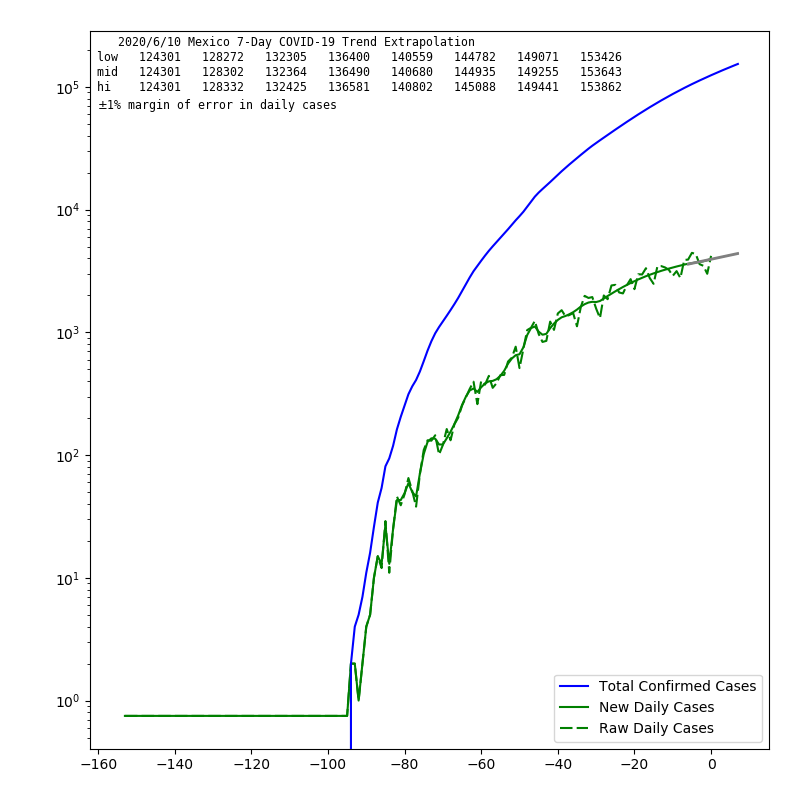 2020/6/10 Mexico 7-Day COVID-19 Trend Extrapolation
low 124301 128272 132305 136400 140559 144782 149071 153426
mid 124301 128302 132364 136490 140680 144935 149255 153643
hi 124301 128332 132425 136581 140802 145088 149441 153862
±1% margin of error in daily cases
10^5
10^4
10^3
10^2
10^1
10^0
Total Confirmed Cases
New Daily Cases
Raw Daily Cases
−160 −140 −120 −100 −80 −60 −40 −20 0